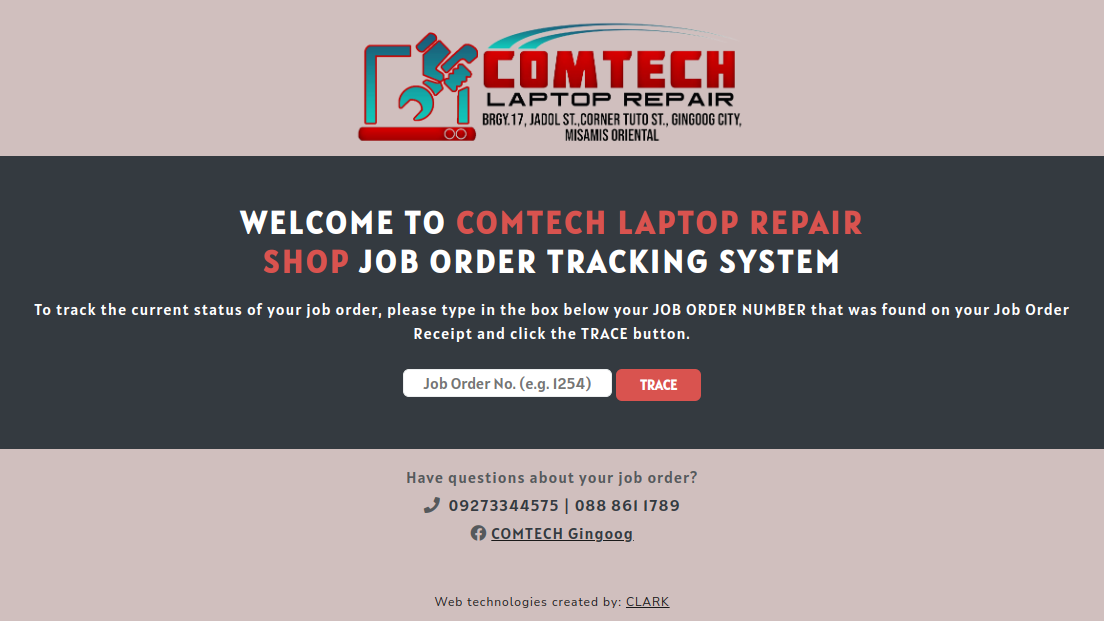 COMTECH
LAPTOP REPAIR
BRGY.17, JADOL ST.,CORNER TUTO ST., GINGOOG CITY,
MISAMIS ORIENTAL
WELCOME TO COMTECH LAPTOP REPAIR
SHOP JOB ORDER TRACKING SYSTEM
To track the current status of your job order, please type in the box below your JOB ORDER NUMBER that was found on your Job Order
Receipt and click the TRACE button.
Job Order No. (e.g. 1254) TRACE
Have questions about your job order?
09273344575 | 088 861 1789
COMTECH Gingoog
Web technologies created by: CLARK